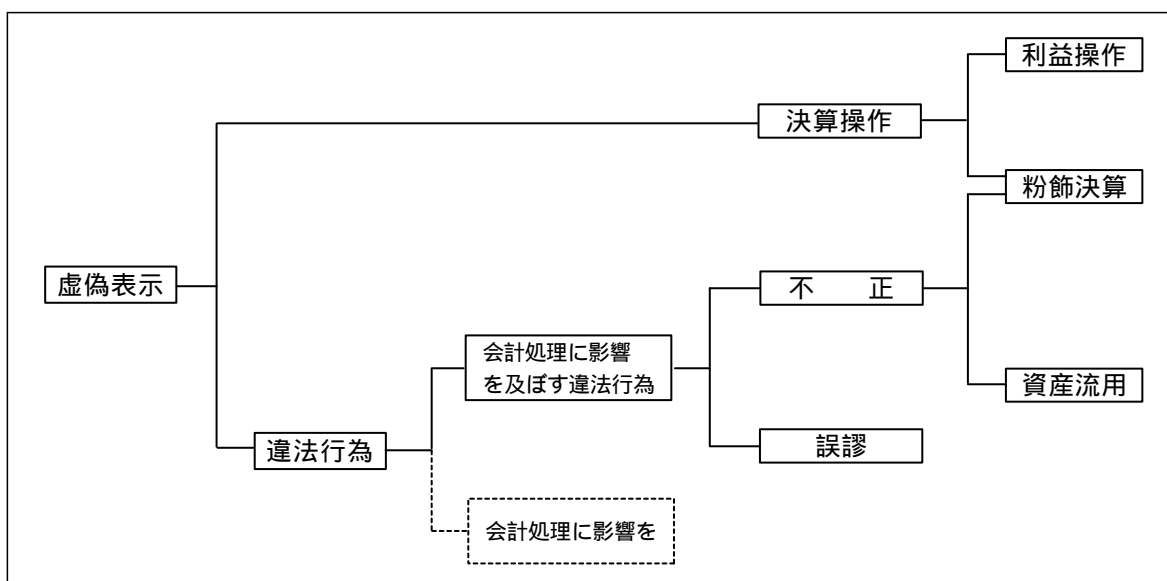 利益操作
決算操作
粉飾決算
虚偽表示
不　　正
会計処理に影響
を及ぼす違法行為
資産流用
違法行為
誤謬
会計処理に影響を